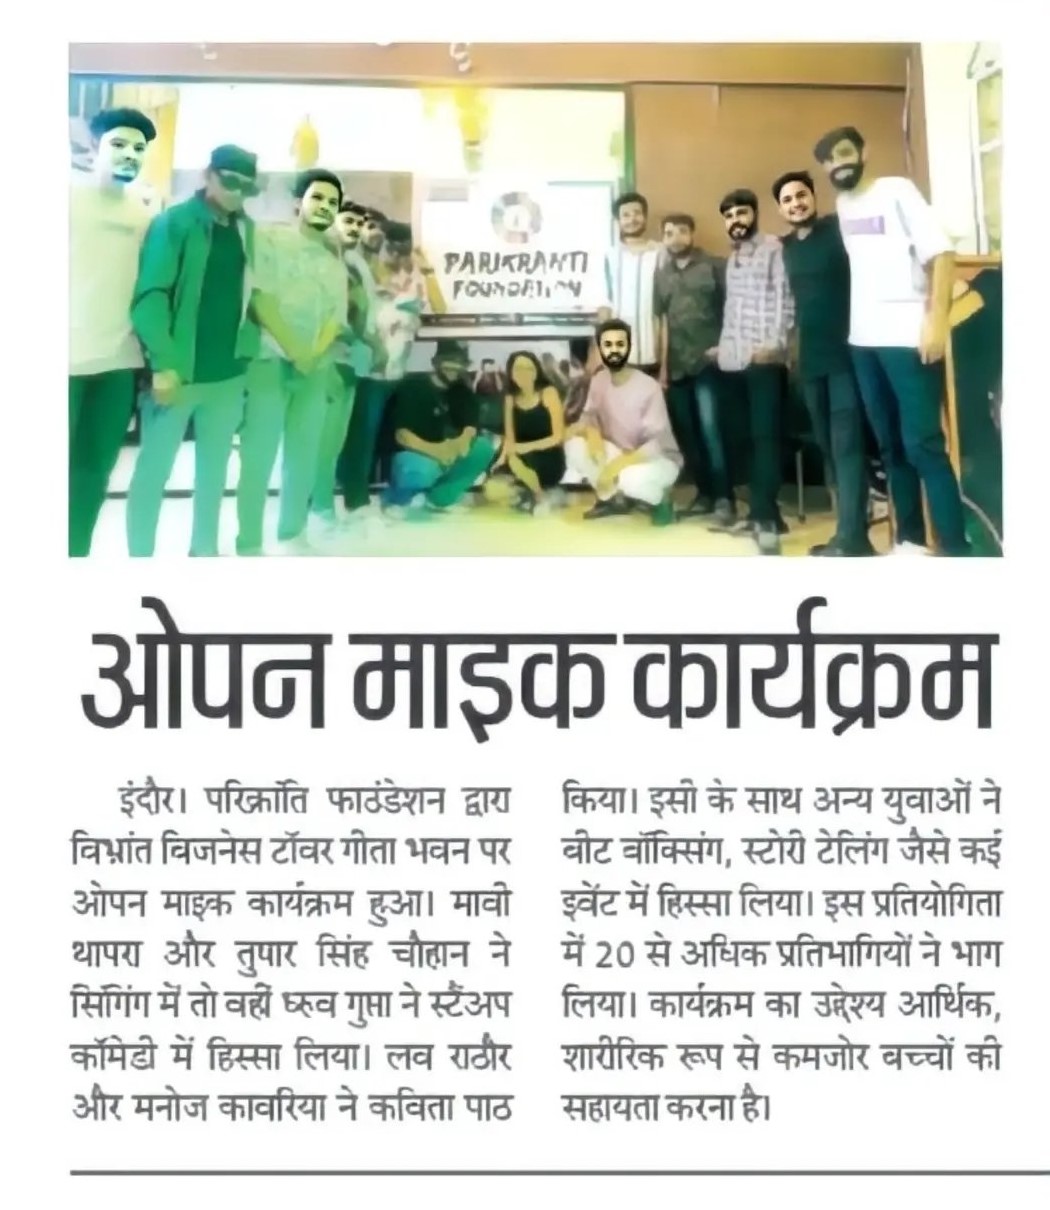 PARIKRANTI
FOUNDATION
ओपन माइक कार्यक्रम
इंदौर। परिक्रांति फाउंडेशन द्वारा
विभ्रांत विजनेस टॉवर गीता भवन पर
ओपन माइक कार्यक्रम हुआ। मावी
थापरा और तुपार सिंह चौहान ने
सिंगिंग में तो वहीं ध्रुव गुप्ता ने स्टैंअप
कॉमेडी में हिस्सा लिया। लव राठौर
और मनोज कावरिया ने कविता पाठ
किया। इसी के साथ अन्य युवाओं ने
वीट वॉक्सिंग, स्टोरी टेलिंग जैसे कई
इवेंट में हिस्सा लिया। इस प्रतियोगिता
में 20 से अधिक प्रतिभागियों ने भाग
लिया। कार्यक्रम का उद्देश्य आर्थिक,
शारीरिक रूप से कमजोर बच्चों की
सहायता करना है।